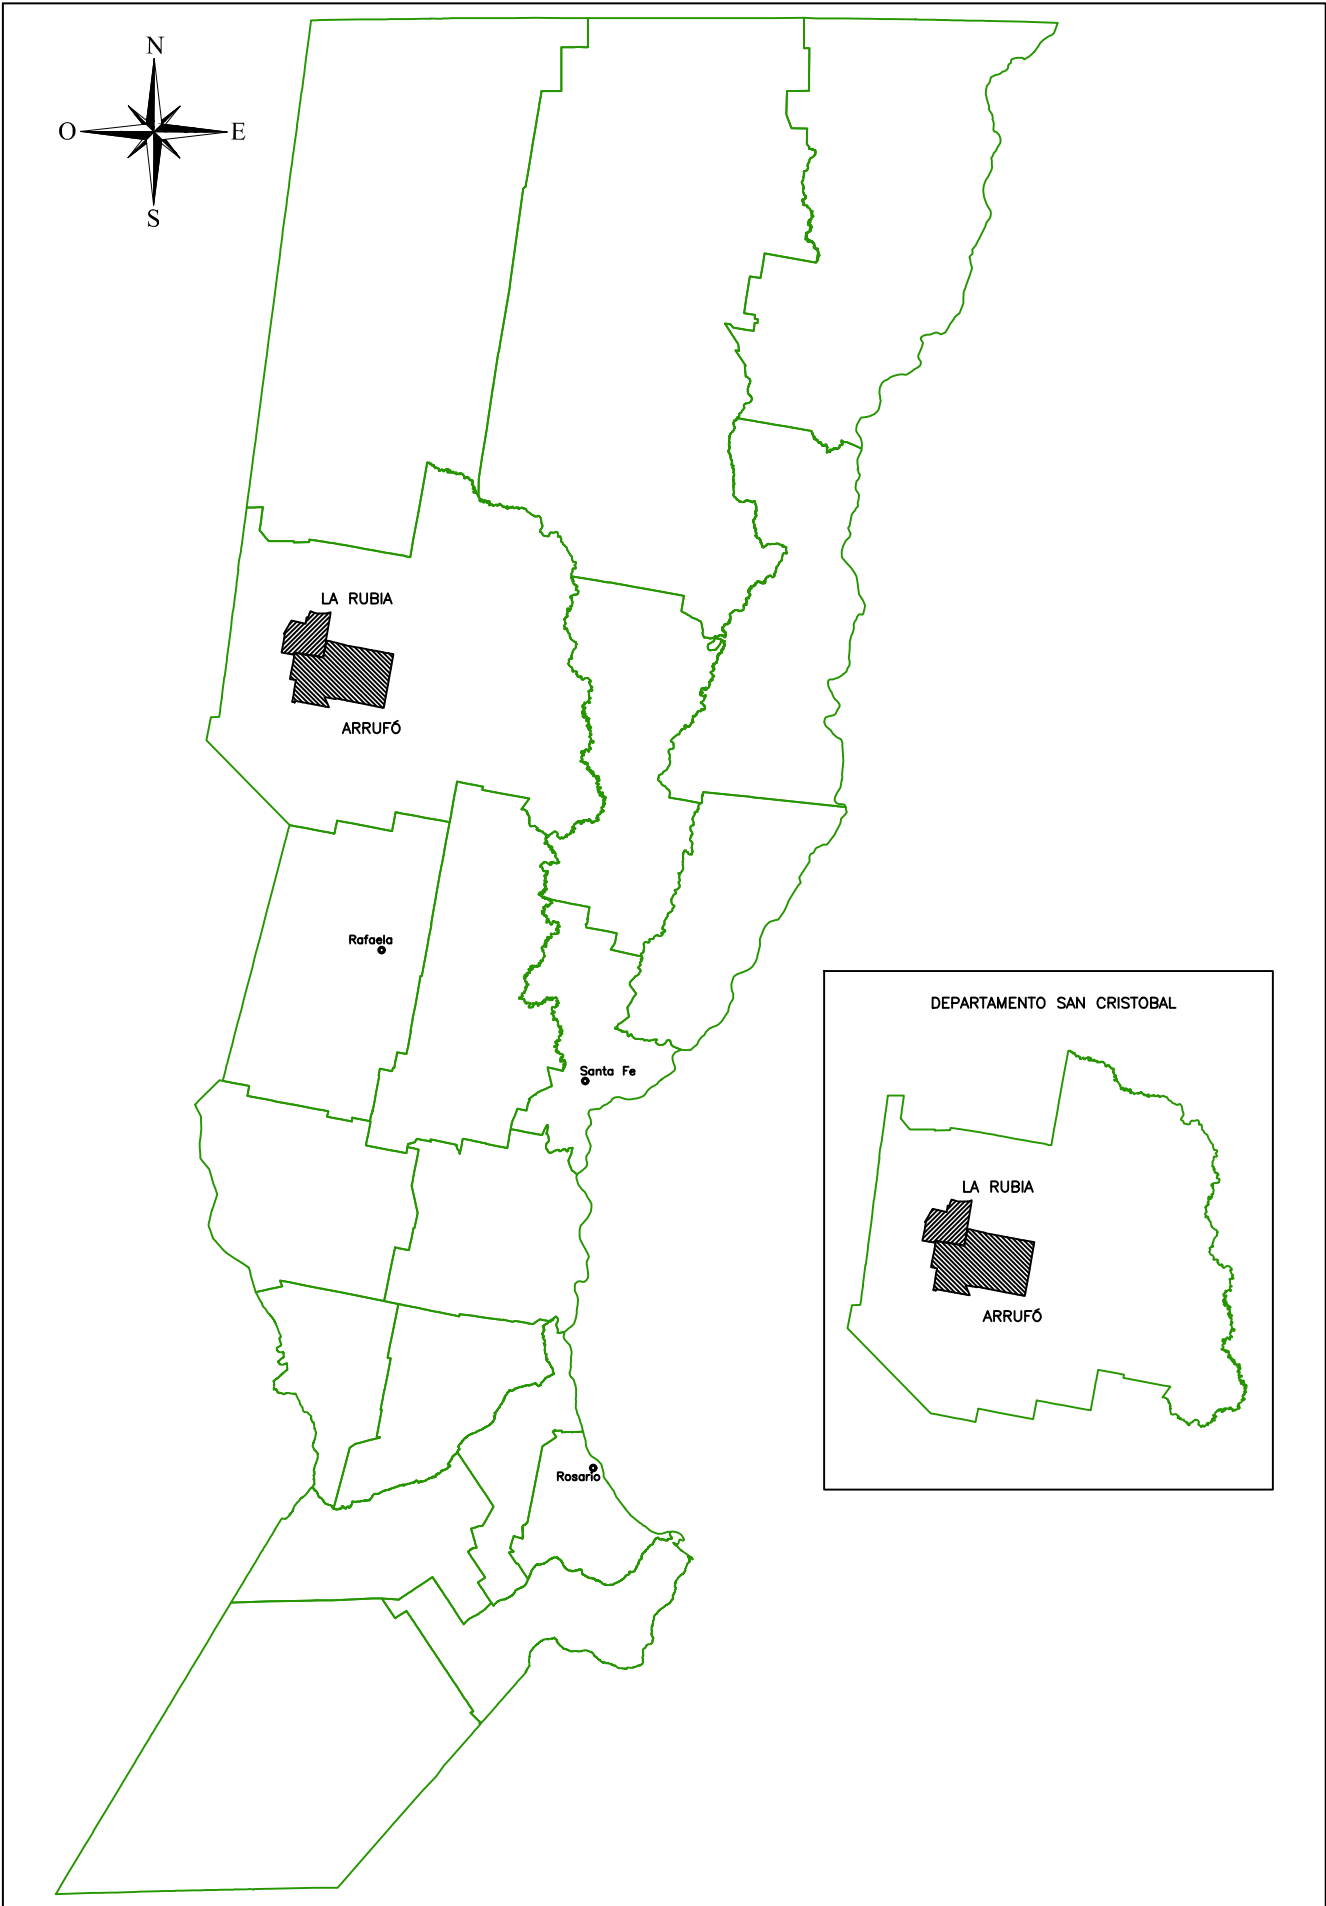 N
O E
S
LA RUBIA
ARRUFÓ
Rafaela
Santa Fe
Rosario
DEPARTAMENTO SAN CRISTOBAL
LA RUBIA
ARRUFÓ